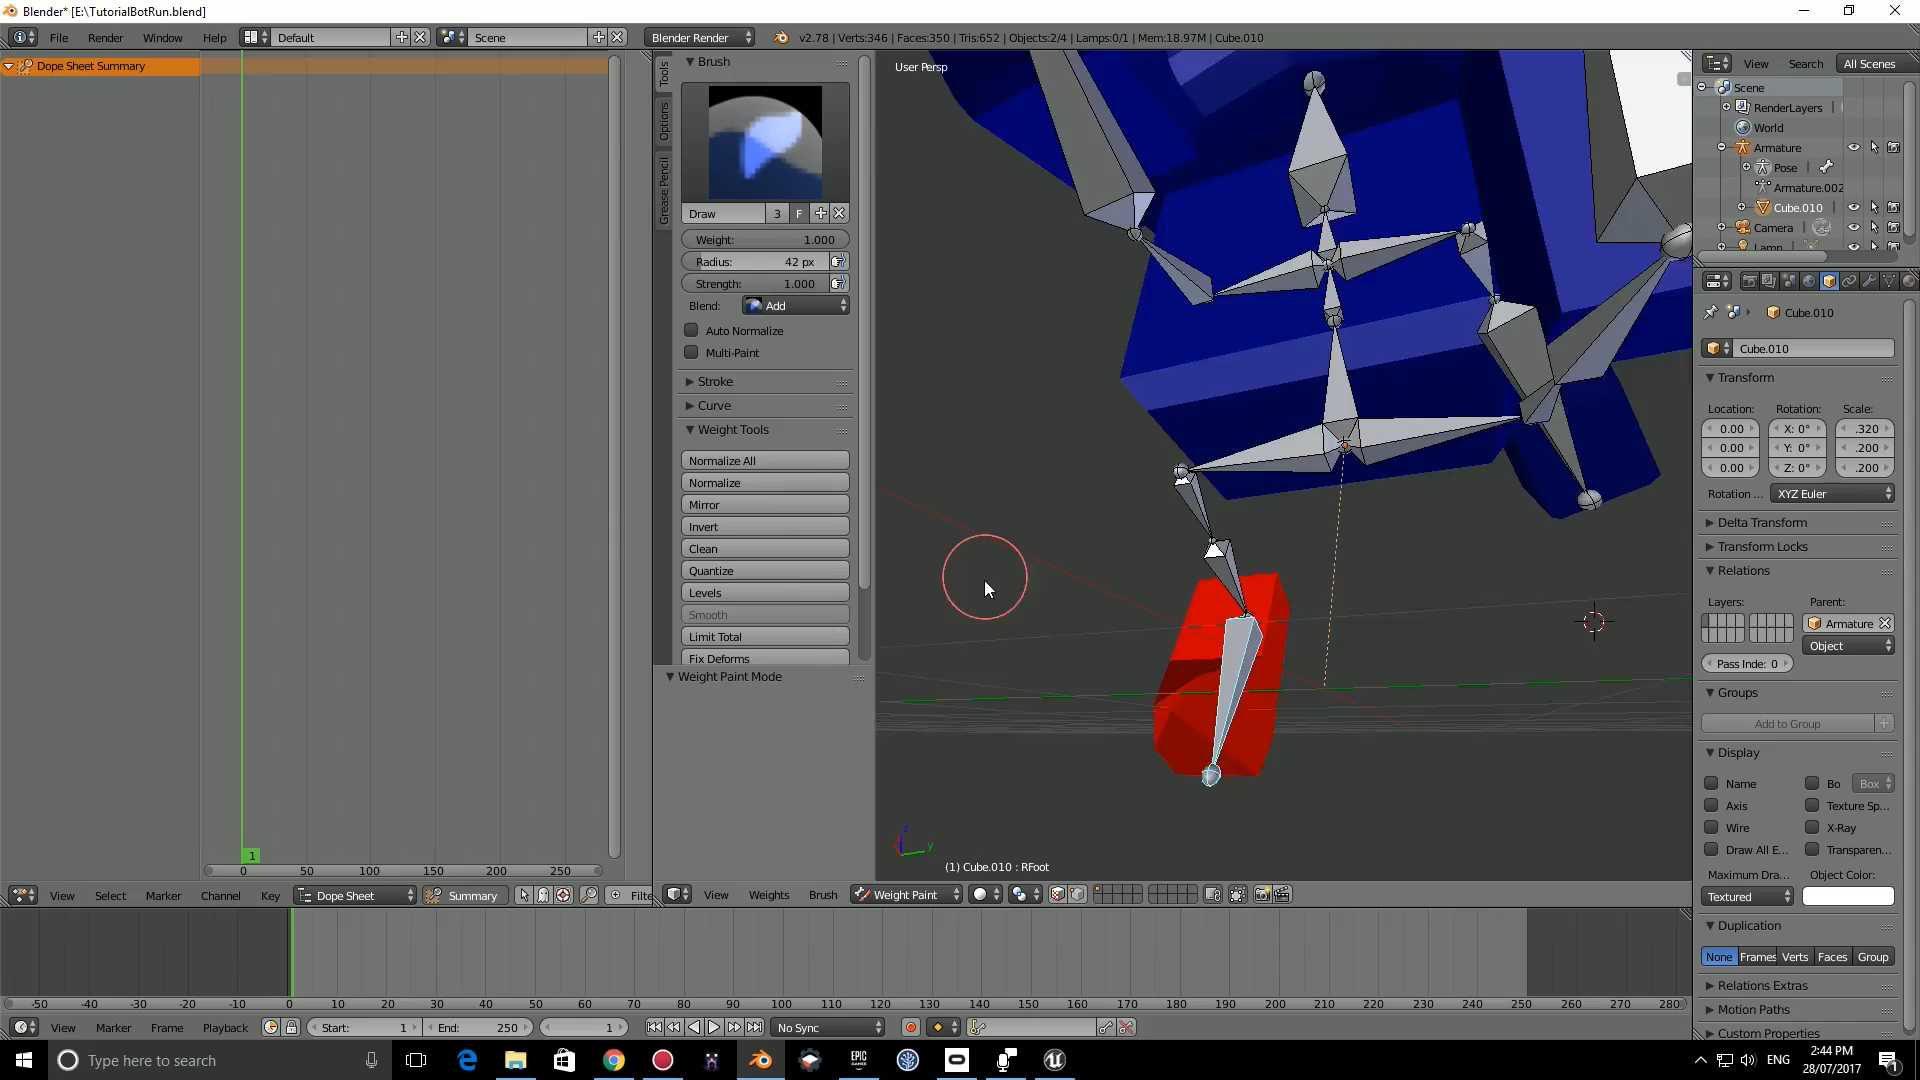 Blender* [E:\TutorialBotRun.blend]
File Render Window Help Default Scene Blender Render v2.78 | Verts:346 | Faces:350 | Tris:652 | Objects:2/4 | Lamps:0/1 | Mem:18.97M | Cube.010
Dope Sheet Summary
Tools
Options
Grease Pencil
Brush
Draw 3 F
Weight: 1.000
Radius: 42 px
Strength: 1.000
Blend: Add
Auto Normalize
Multi-Paint
Stroke
Curve
Weight Tools
Normalize All
Normalize
Mirror
Invert
Clean
Quantize
Levels
Smooth
Limit Total
Fix Deforms
Weight Paint Mode
User Persp
(1) Cube.010 : RFoot
z
y
View Search All Scenes
Scene
RenderLayers
World
Armature
Pose
Armature.002
Cube.010
Camera
Lamp
Cube.010
Cube.010
Transform
Location: Rotation: Scale:
0.00 X: 0° .320
0.00 Y: 0° .200
0.00 Z: 0° .200
Rotation ... XYZ Euler
Delta Transform
Transform Locks
Relations
Layers: Parent:
Armature
Object
Pass Inde: 0
Groups
Add to Group
Display
Name Bo Box
Axis Texture Sp...
Wire X-Ray
Draw All E... Transparen...
Maximum Dra... Object Color:
Textured
Duplication
None Frames Verts Faces Group
Relations Extras
Motion Paths
Custom Properties
1
0 50 100 150 200 250
View Select Marker Channel Key Dope Sheet Summary Filte
View Weights Brush Weight Paint
-50 -40 -30 -20 -10 0 10 20 30 40 50 60 70 80 90 100 110 120 130 140 150 160 170 180 190 200 210 220 230 240 250 260 270 280
View Marker Frame Playback Start: 1 End: 250 1 No Sync
Type here to search
EPIC GAMES
ENG
2:44 PM
28/07/2017
1